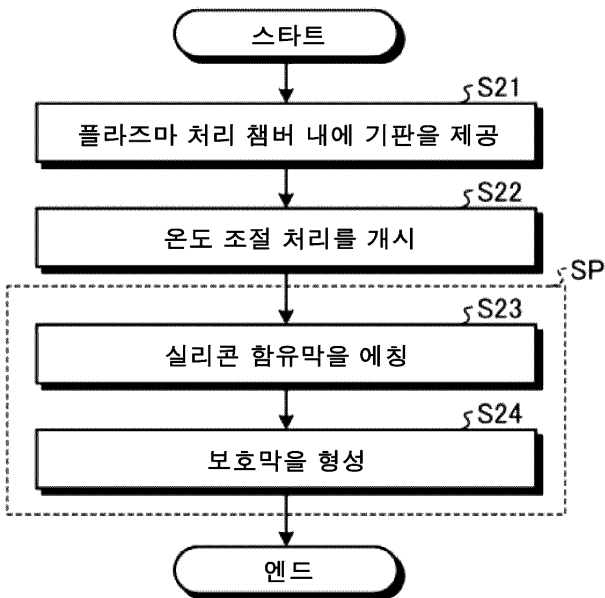 스타트
S21
플라즈마 처리 챔버 내에 기판을 제공
S22
온도 조절 처리를 개시
SP
S23
실리콘 함유막을 에칭
S24
보호막을 형성
엔드